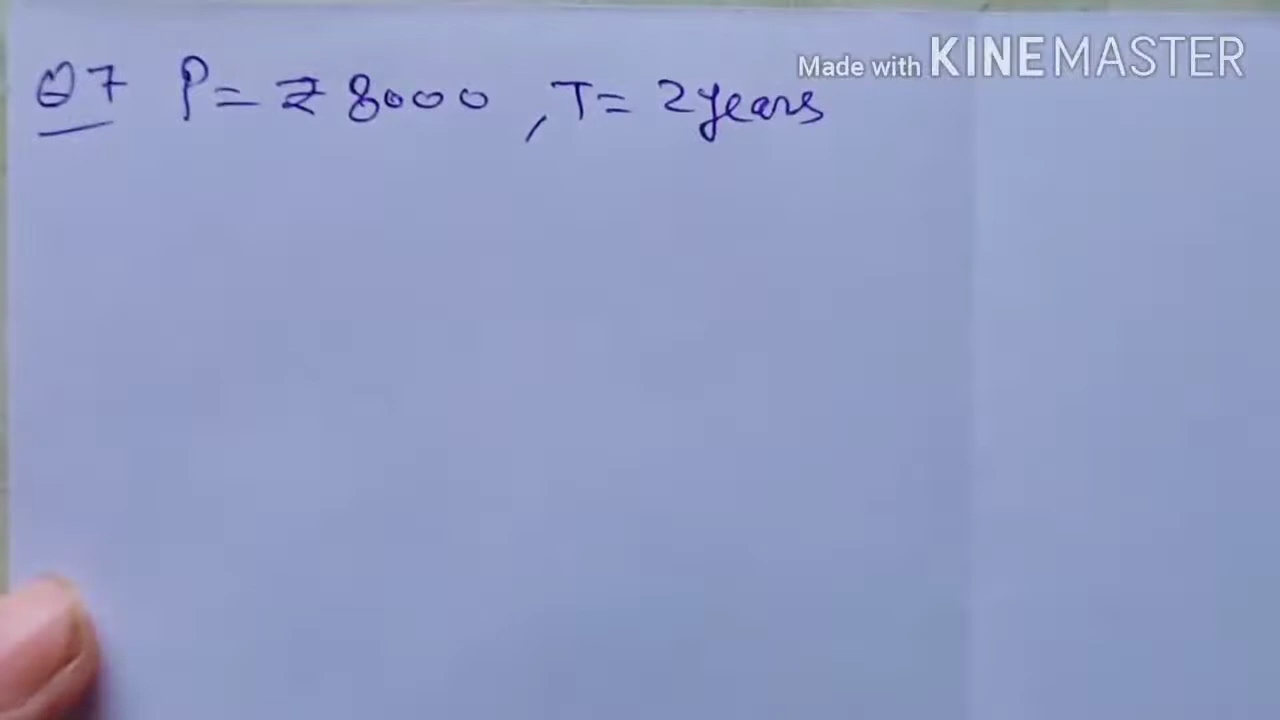 Q7 P= ₹ 8000 , T= 2 years
Made with KINEMASTER